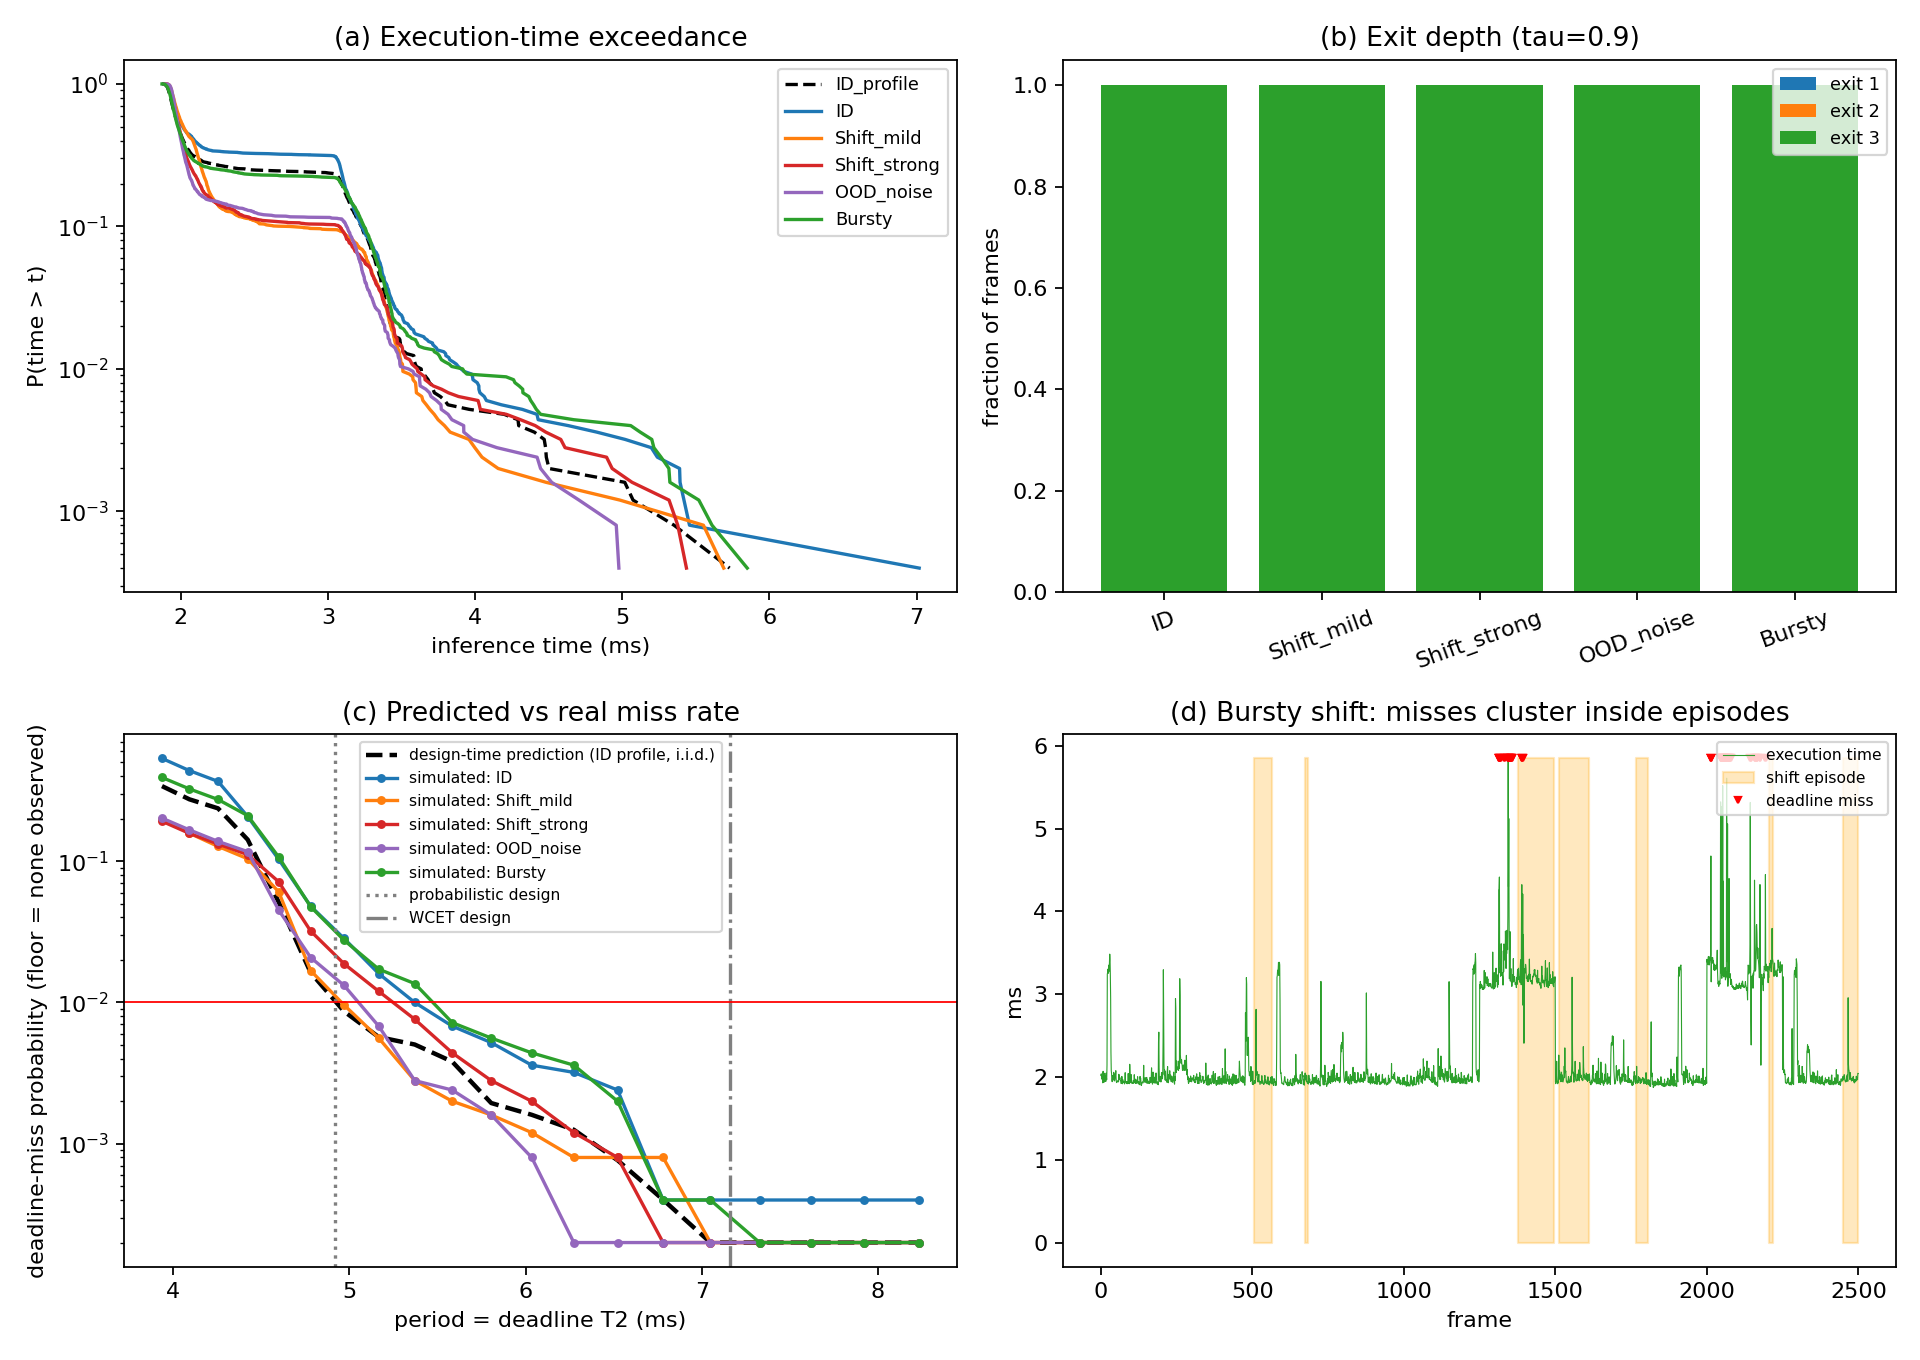 (a) Execution-time exceedance
P(time > t)
10⁰
10⁻¹
10⁻²
10⁻³
ID_profile
ID
Shift_mild
Shift_strong
OOD_noise
Bursty
2 3 4 5 6 7
inference time (ms)
(b) Exit depth (tau=0.9)
fraction of frames
1.0
0.8
0.6
0.4
0.2
0.0
exit 1
exit 2
exit 3
ID Shift_mild Shift_strong OOD_noise Bursty
(c) Predicted vs real miss rate
deadline-miss probability (floor = none observed)
10⁻¹
10⁻²
10⁻³
design-time prediction (ID profile, i.i.d.)
simulated: ID
simulated: Shift_mild
simulated: Shift_strong
simulated: OOD_noise
simulated: Bursty
probabilistic design
WCET design
4 5 6 7 8
period = deadline T2 (ms)
(d) Bursty shift: misses cluster inside episodes
ms
6
5
4
3
2
1
0
execution time
shift episode
deadline miss
0 500 1000 1500 2000 2500
frame